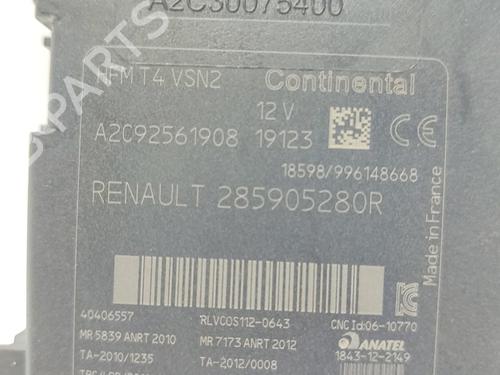 A2C30075400
HFM T4 VSN2 Continental
12 V
A2C92561908 19123
18598/996148668
RENAULT 285905280R
Made in France
40406557 RLVCOS112-0643 CNC Id:06-10770
MR 5839 ANRT 2010 MR 7173 ANRT 2012 ANATEL
TA-2010/1235 TA-2012/0008 1843-12-2149